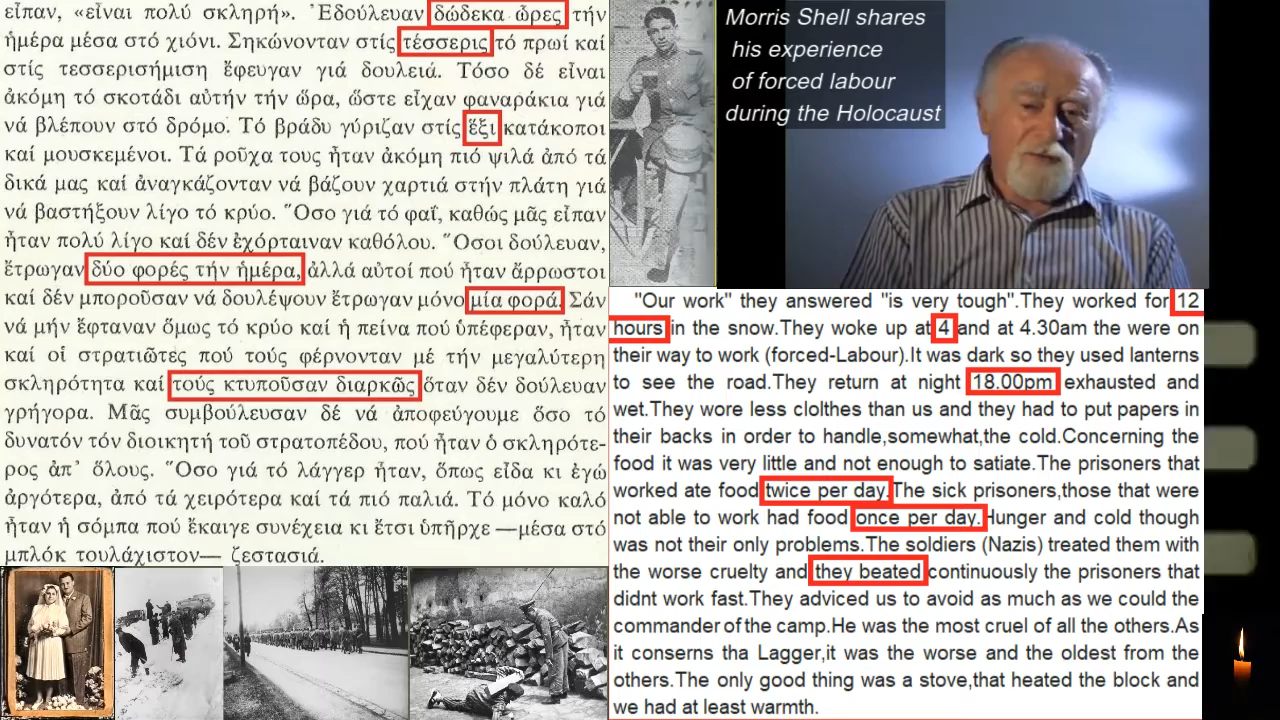 εἶπαν, «εἶναι πολύ σκληρή». Ἐδούλευαν δώδεκα ὧρες τήν
ἡμέρα μέσα στό χιόνι. Σηκώνονταν στίς τέσσερις τό πρωί καί
στίς τεσσερισήμιση ἔφευγαν γιά δουλειά. Τόσο δέ εἶναι
ἀκόμη τό σκοτάδι αὐτήν τήν ὥρα, ὥστε εἶχαν φαναράκια γιά
νά βλέπουν στό δρόμο. Τό βράδυ γύριζαν στίς ἕξι κατάκοποι
καί μουσκεμένοι. Τά ροῦχα τους ἦταν ἀκόμη πιό ψιλά ἀπό τά
δικά μας καί ἀναγκάζονταν νά βάζουν χαρτιά στήν πλάτη γιά
νά βαστήξουν λίγο τό κρύο. Ὅσο γιά τό φαΐ, καθώς μᾶς εἶπαν
ἦταν πολύ λίγο καί δέν ἐχόρταιναν καθόλου. Ὅσοι δούλευαν,
ἔτρωγαν δύο φορές τήν ἡμέρα, ἀλλά αὐτοί πού ἦταν ἄρρωστοι
καί δέν μποροῦσαν νά δουλέψουν ἔτρωγαν μόνο μία φορά. Σάν
νά μήν ἔφταναν ὅμως τό κρύο καί ἡ πείνα πού ὑπέφεραν, ἦταν
καί οἱ στρατιῶτες πού τούς φέρνονταν μέ τήν μεγαλύτερη
σκληρότητα καί τούς κτυποῦσαν διαρκῶς ὅταν δέν δούλευαν
γρήγορα. Μᾶς συμβούλευσαν δέ νά ἀποφεύγουμε ὅσο τό
δυνατόν τόν διοικητή τοῦ στρατοπέδου, πού ἦταν ὁ σκληρότε-
ρος ἀπ' ὅλους. Ὅσο γιά τό λάγγερ ἦταν, ὅπως εἶδα κι ἐγώ
ἀργότερα, ἀπό τά χειρότερα καί τά πιό παλιά. Τό μόνο καλό
ἦταν ἡ σόμπα πού ἔκαιγε συνέχεια κι ἔτσι ὑπῆρχε —μέσα στό
μπλόκ τουλάχιστον— ζεστασιά.
Morris Shell shares
his experience
of forced labour
during the Holocaust
"Our work" they answered "is very tough".They worked for 12
hours in the snow.They woke up at 4 and at 4.30am the were on
their way to work (forced-Labour).It was dark so they used lanterns
to see the road.They return at night 18.00pm exhausted and
wet.They wore less clolthes than us and they had to put papers in
their backs in order to handle,somewhat,the cold.Concerning the
food it was very little and not enough to satiate.The prisoners that
worked ate food twice per day.The sick prisoners,those that were
not able to work had food once per day.Hunger and cold though
was not their only problems.The soldiers (Nazis) treated them with
the worse cruelty and they beated continuously the prisoners that
didnt work fast.They adviced us to avoid as much as we could the
commander of the camp.He was the most cruel of all the others.As
it conserns tha Lagger,it was the worse and the oldest from the
others.The only good thing was a stove,that heated the block and
we had at least warmth.